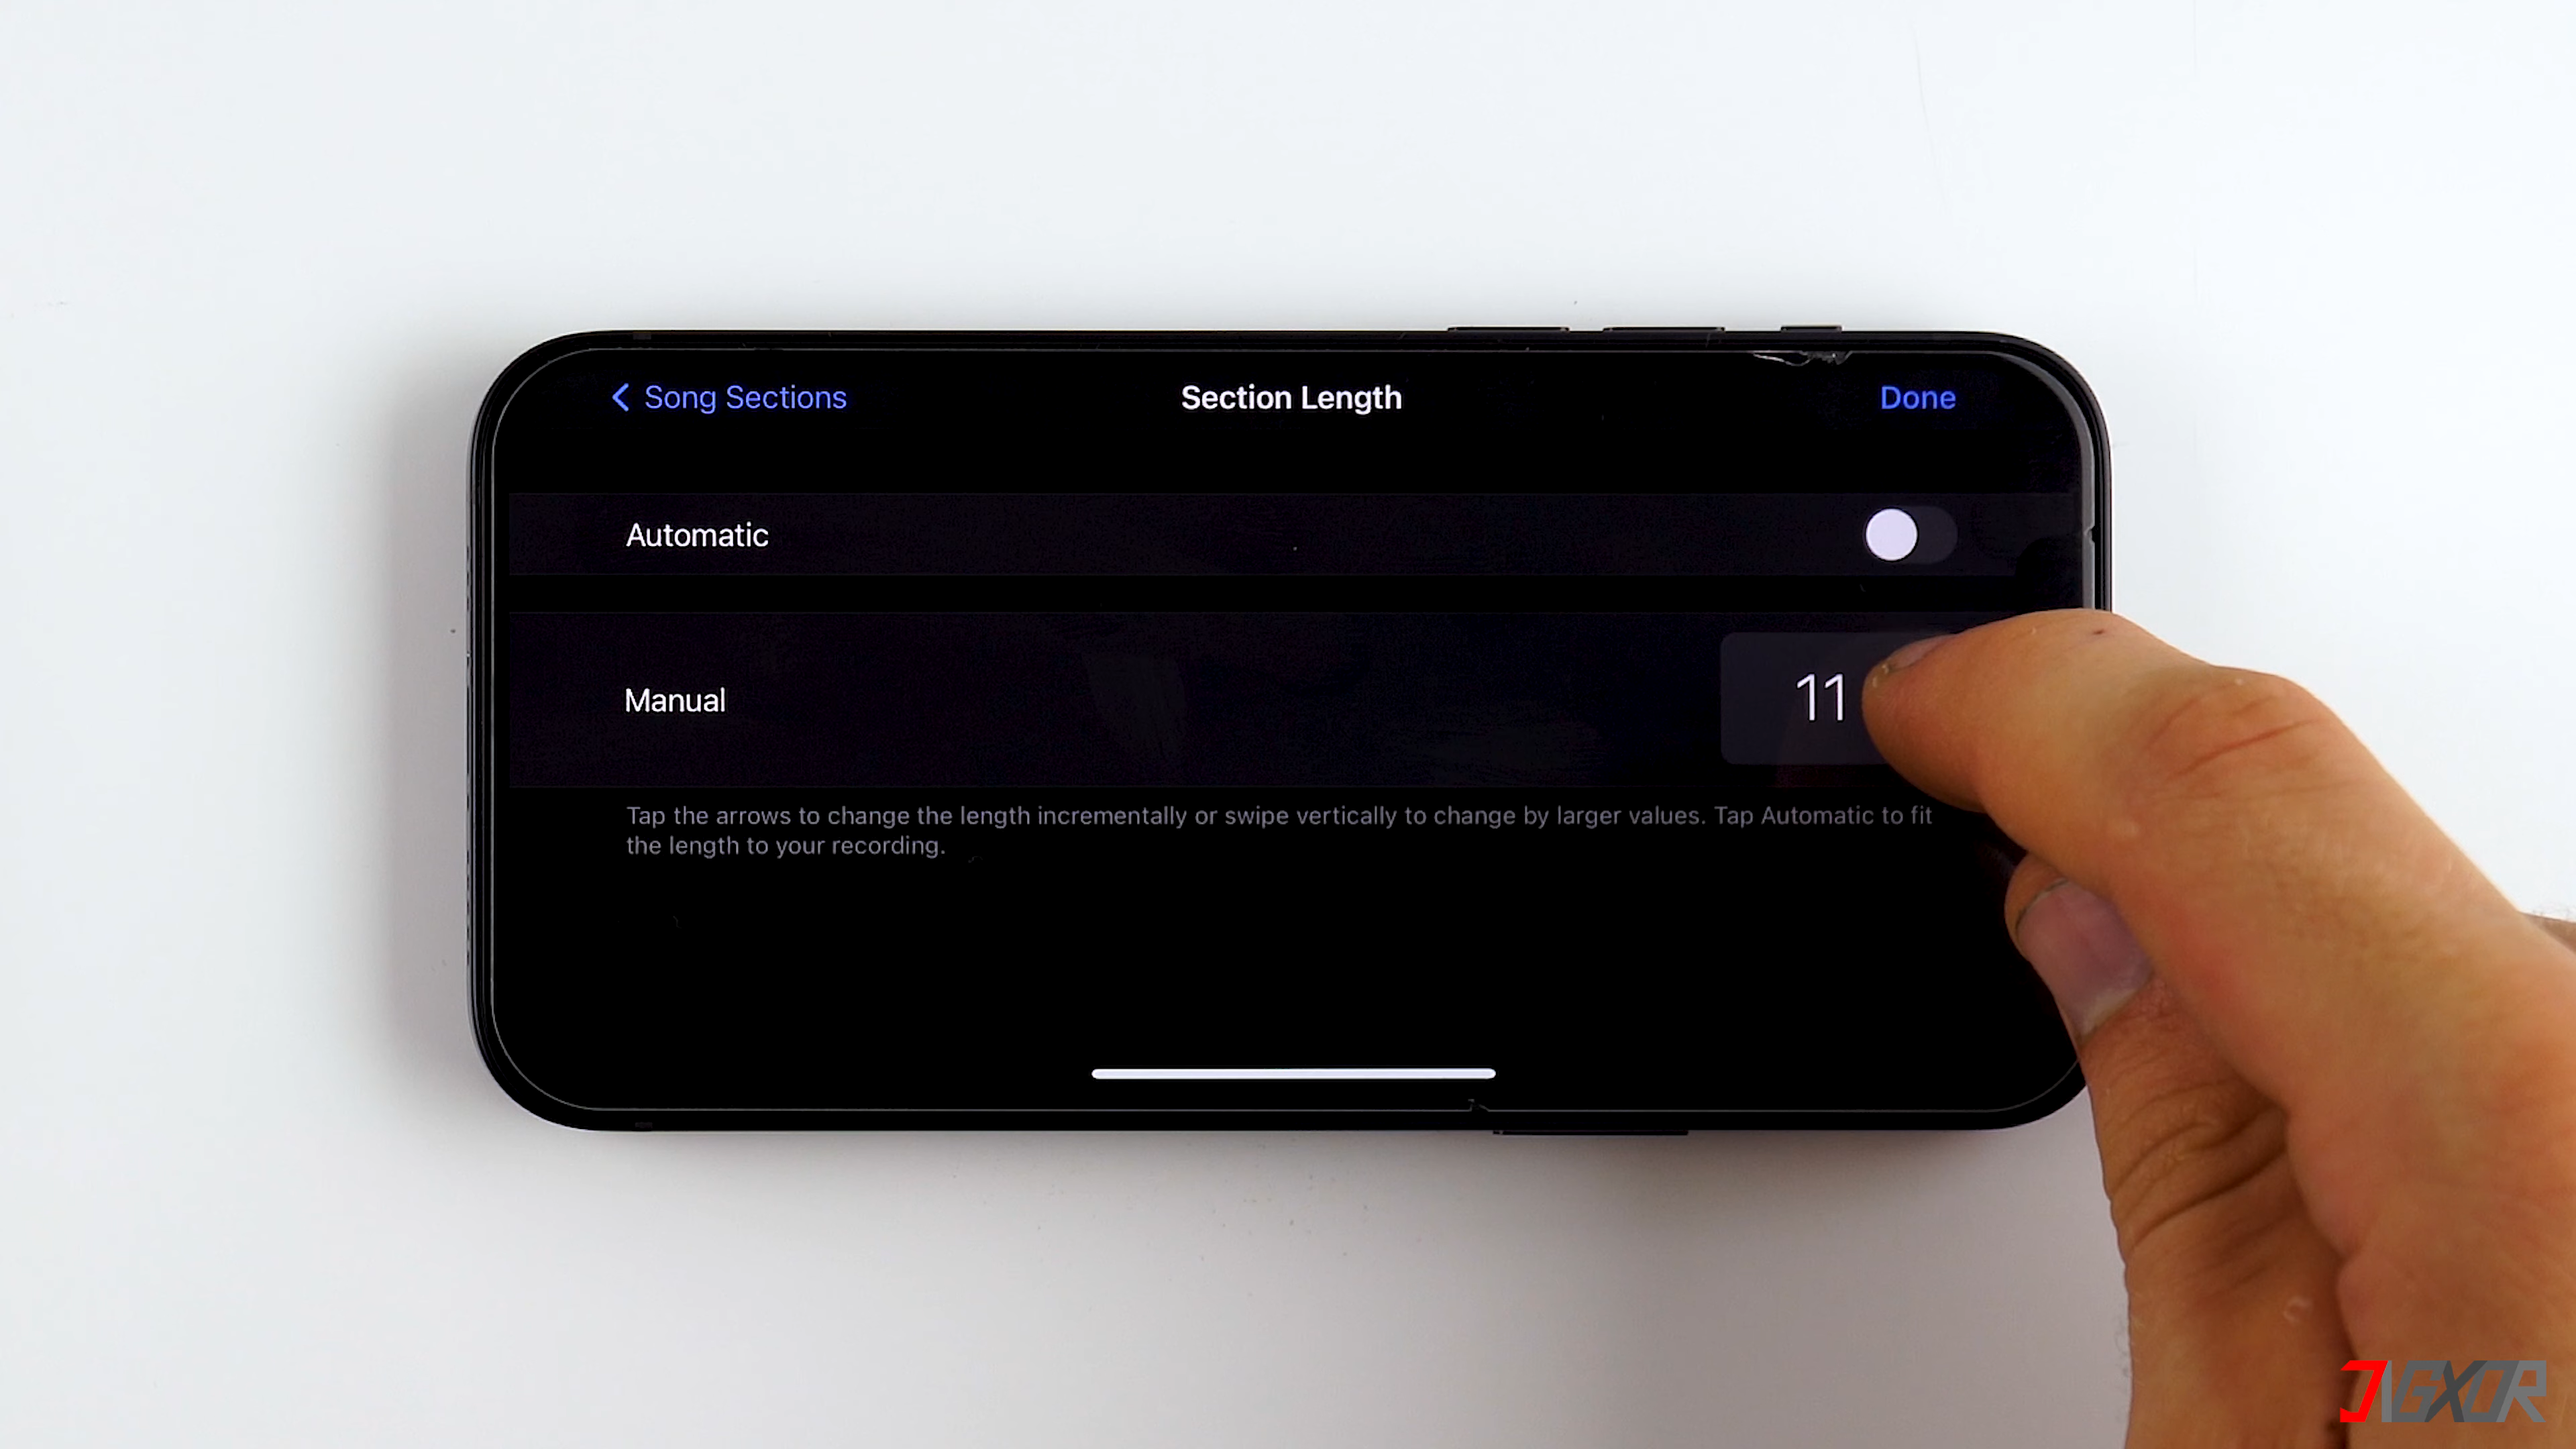 Song Sections
Section Length
Done
Automatic
Manual
11
Tap the arrows to change the length incrementally or swipe vertically to change by larger values. Tap Automatic to fit
the length to your recording.
JIGXOR